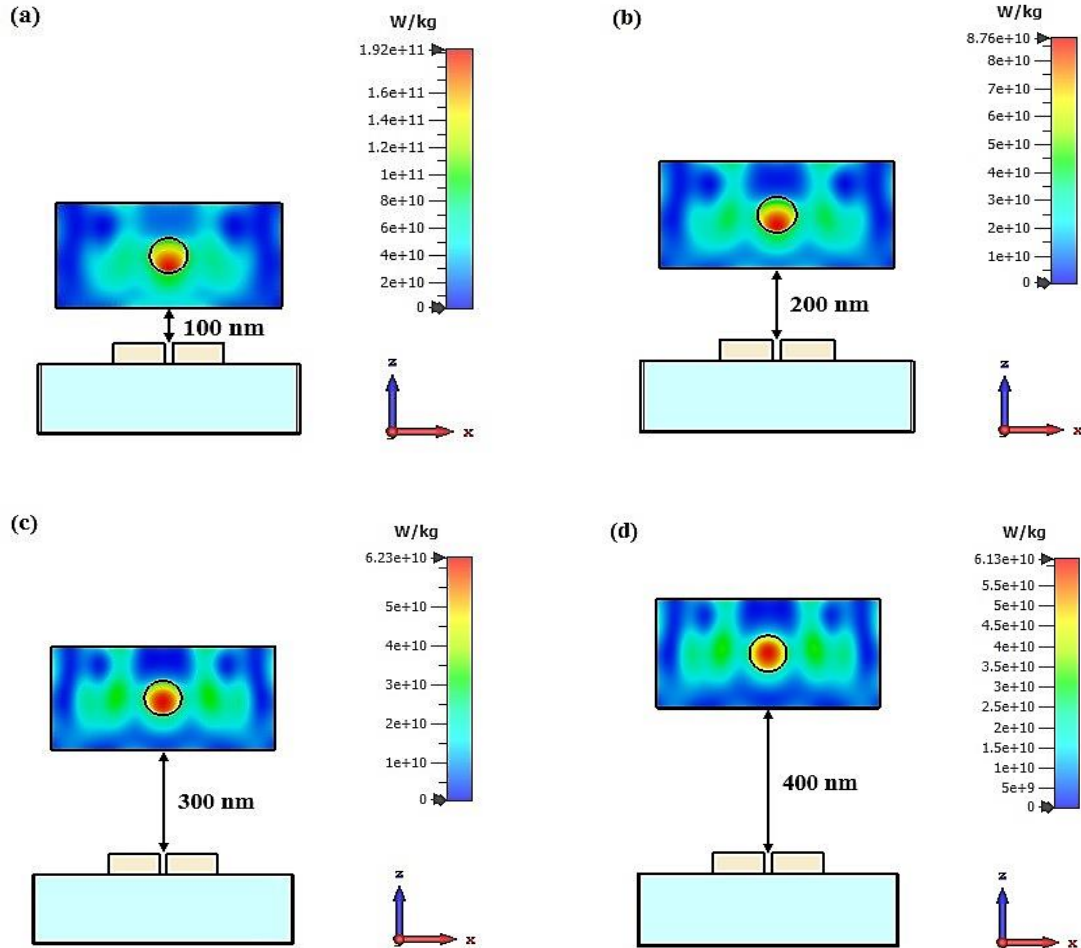 (a)
W/kg
1.92e+11
1.6e+11
1.4e+11
1.2e+11
1e+11
8e+10
6e+10
4e+10
2e+10
0
100 nm
z
x
(b)
W/kg
8.76e+10
8e+10
7e+10
6e+10
5e+10
4e+10
3e+10
2e+10
1e+10
0
200 nm
z
x
(c)
W/kg
6.23e+10
5e+10
4e+10
3e+10
2e+10
1e+10
0
300 nm
z
x
(d)
W/kg
6.13e+10
5.5e+10
5e+10
4.5e+10
4e+10
3.5e+10
3e+10
2.5e+10
2e+10
1.5e+10
1e+10
5e+9
0
400 nm
z
x